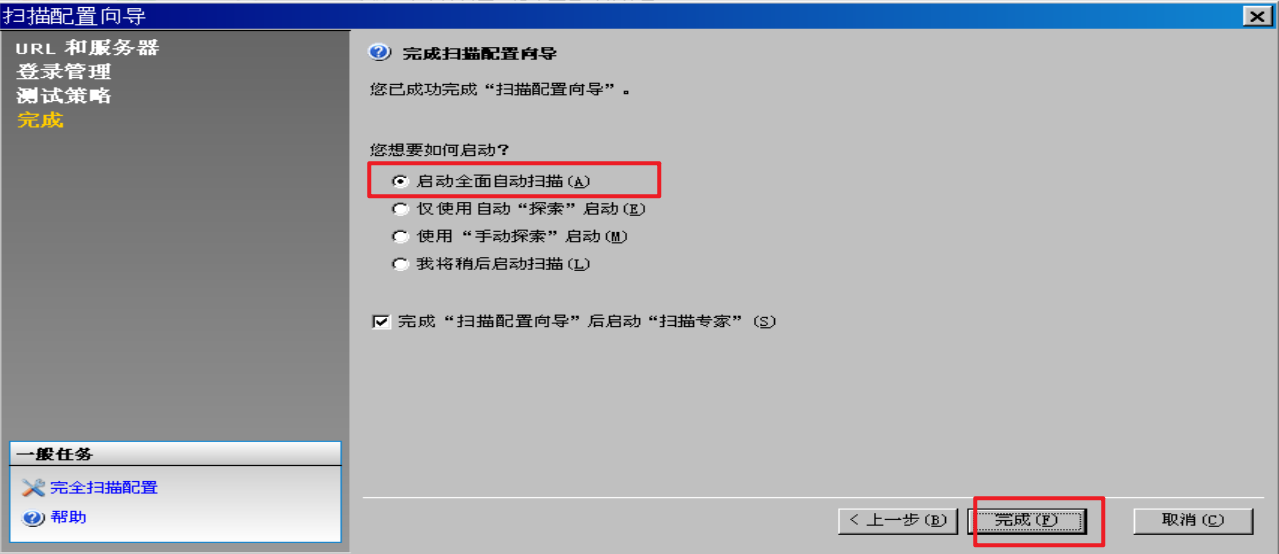 扫描配置向导
URL 和服务器
登录管理
测试策略
完成
完成扫描配置向导
您已成功完成“扫描配置向导”。
您想要如何启动?
启动全面自动扫描(A)
仅使用自动“探索”启动(E)
使用“手动探索”启动(M)
我将稍后启动扫描(L)
完成“扫描配置向导”后启动“扫描专家”(S)
一般任务
完全扫描配置
帮助
< 上一步(B)
完成(F)
取消(C)